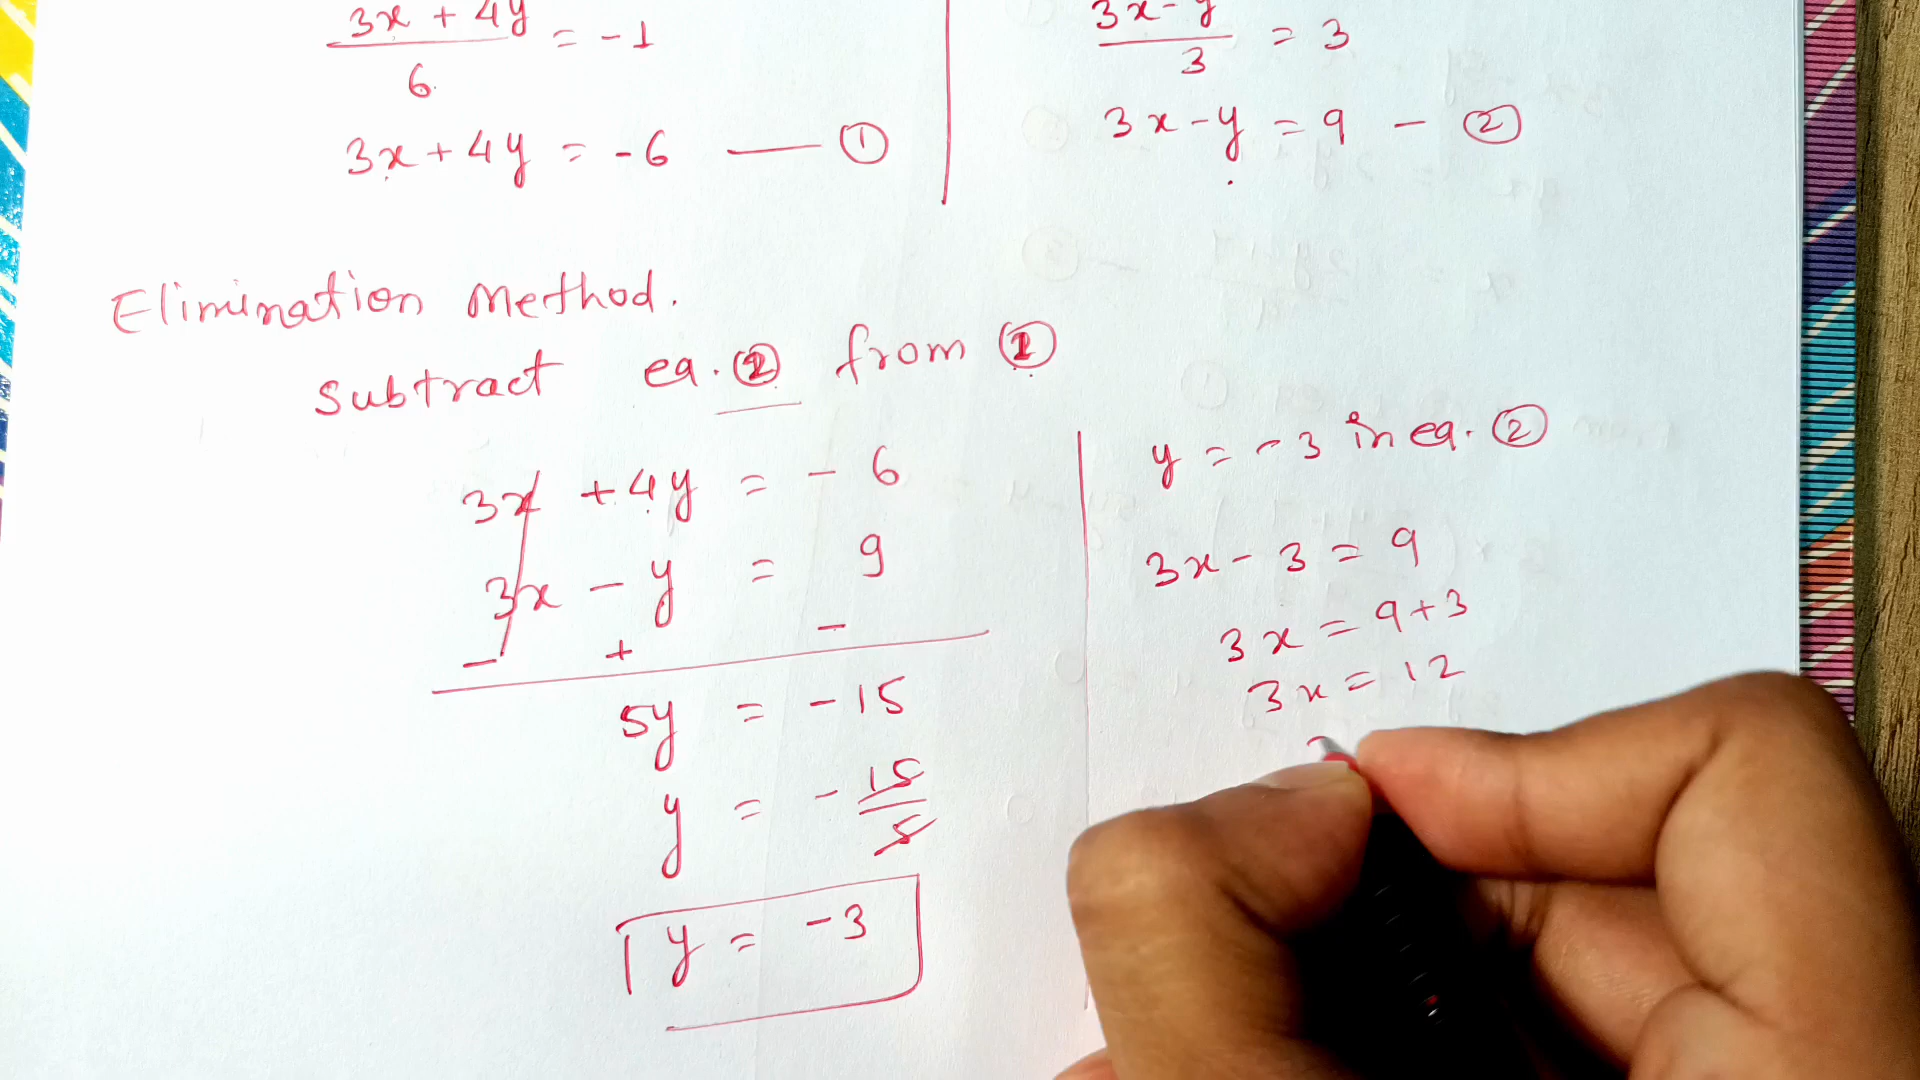 3x + 4y
6 = -1
3x + 4y = -6 — ①
3x - y
3 = 3
3x - y = 9 - ②
Elimination Method.
Subtract eq. ② from ①
3x + 4y = - 6
3x - y = 9
- + -
5y = -15
y = - 15
5
y = -3
y = -3 in eq. ②
3x - 3 = 9
3x = 9+3
3x = 12